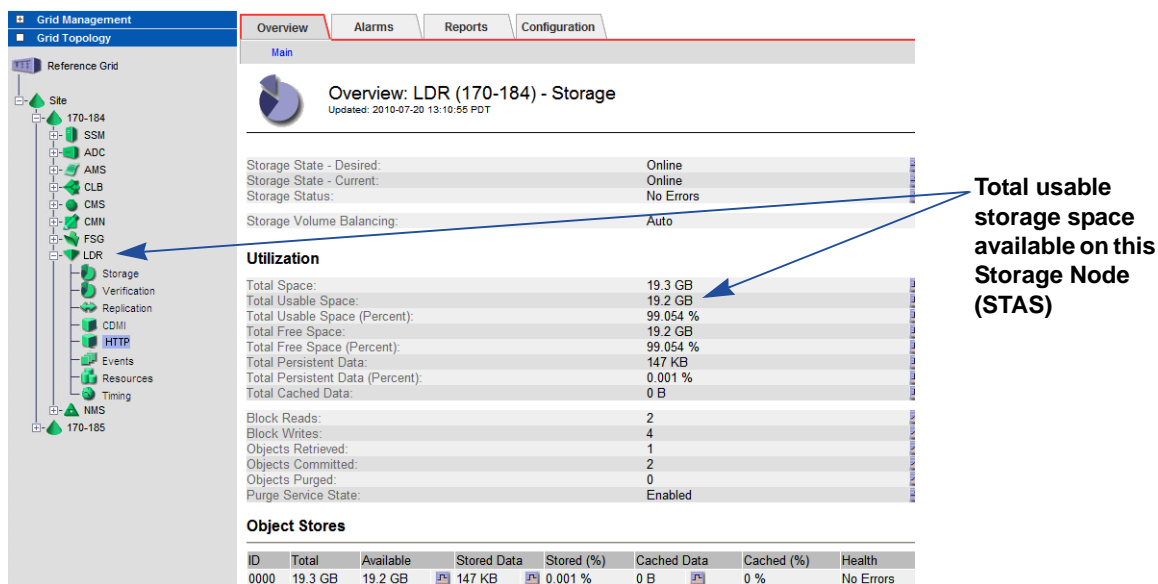 Grid Management
Grid Topology
Reference Grid
Site
170-184
SSM
ADC
AMS
CLB
CMS
CMN
FSG
LDR
Storage
Verification
Replication
CDMI
HTTP
Events
Resources
Timing
NMS
170-185
Overview Alarms Reports Configuration
Main
Overview: LDR (170-184) - Storage
Updated: 2010-07-20 13:10:55 PDT
Storage State - Desired: Online
Storage State - Current: Online
Storage Status: No Errors
Storage Volume Balancing: Auto
Utilization
Total Space: 19.3 GB
Total Usable Space: 19.2 GB
Total Usable Space (Percent): 99.054 %
Total Free Space: 19.2 GB
Total Free Space (Percent): 99.054 %
Total Persistent Data: 147 KB
Total Persistent Data (Percent): 0.001 %
Total Cached Data: 0 B
Block Reads: 2
Block Writes: 4
Objects Retrieved: 1
Objects Committed: 2
Objects Purged: 0
Purge Service State: Enabled
Object Stores
ID Total Available Stored Data Stored (%) Cached Data Cached (%) Health
0000 19.3 GB 19.2 GB 147 KB 0.001 % 0 B 0 % No Errors
Total usable
storage space
available on this
Storage Node
(STAS)